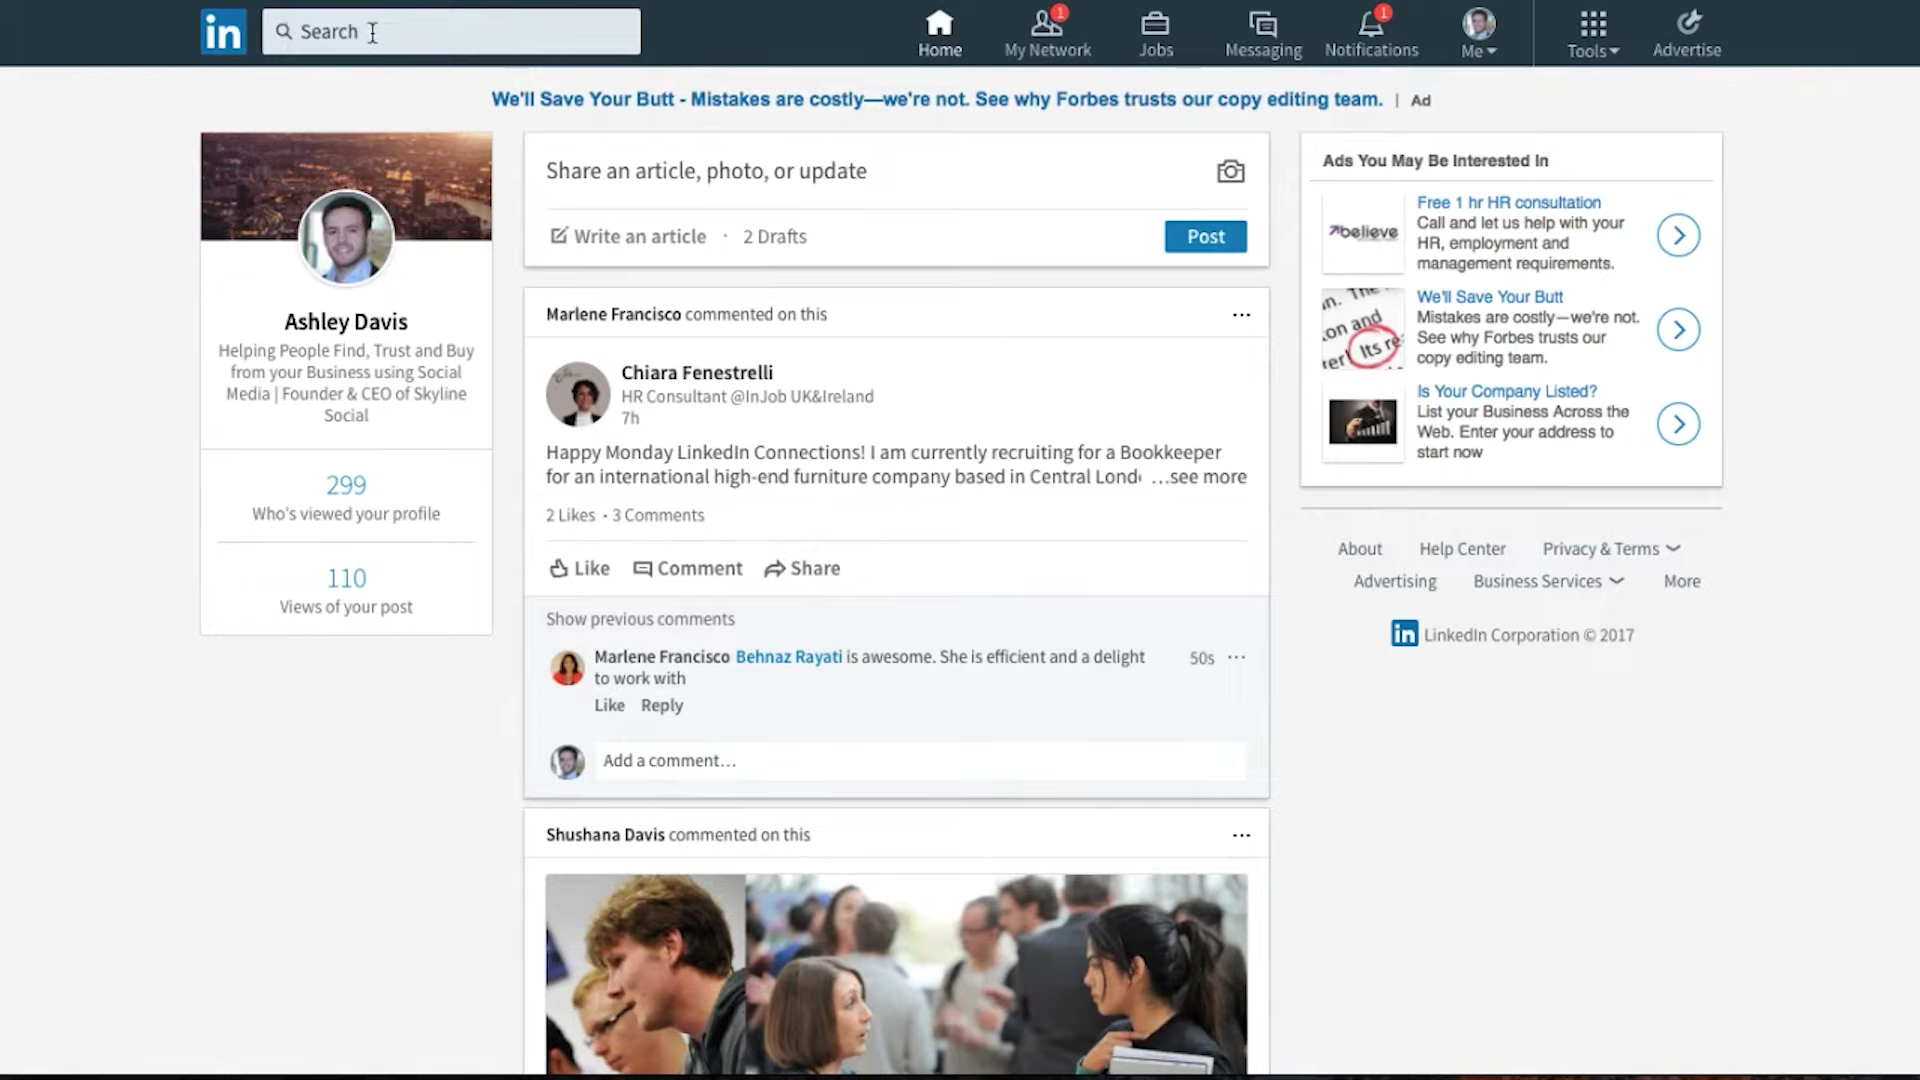 in Search
Home
My Network 1
Jobs
Messaging
Notifications 1
Me
Tools
Advertise
We'll Save Your Butt - Mistakes are costly—we're not. See why Forbes trusts our copy editing team. | Ad
Ashley Davis
Helping People Find, Trust and Buy
from your Business using Social
Media | Founder & CEO of Skyline
Social
299
Who's viewed your profile
110
Views of your post
Share an article, photo, or update
Write an article · 2 Drafts
Post
Marlene Francisco commented on this
Chiara Fenestrelli
HR Consultant @InJob UK&Ireland
7h
Happy Monday LinkedIn Connections! I am currently recruiting for a Bookkeeper
for an international high-end furniture company based in Central Lond ...see more
2 Likes · 3 Comments
Like Comment Share
Show previous comments
Marlene Francisco Behnaz Rayati is awesome. She is efficient and a delight 50s
to work with
Like Reply
Add a comment…
Shushana Davis commented on this
Ads You May Be Interested In
believe
Free 1 hr HR consultation
Call and let us help with your
HR, employment and
management requirements.
on and
Its
We'll Save Your Butt
Mistakes are costly—we're not.
See why Forbes trusts our
copy editing team.
Is Your Company Listed?
List your Business Across the
Web. Enter your address to
start now
About Help Center Privacy & Terms
Advertising Business Services More
in LinkedIn Corporation © 2017